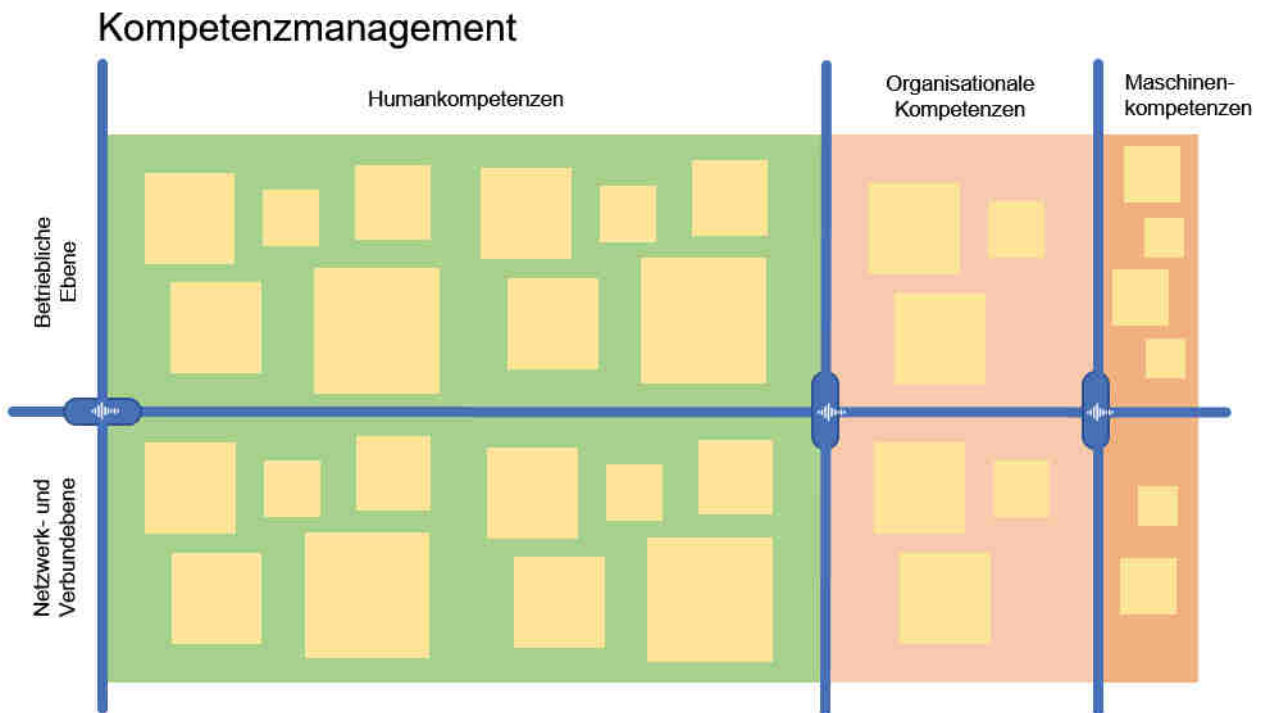 Kompetenzmanagement
Humankompetenzen
Organisationale
Kompetenzen
Maschinen-
kompetenzen
Betriebliche
Ebene
Netzwerk- und
Verbundebene